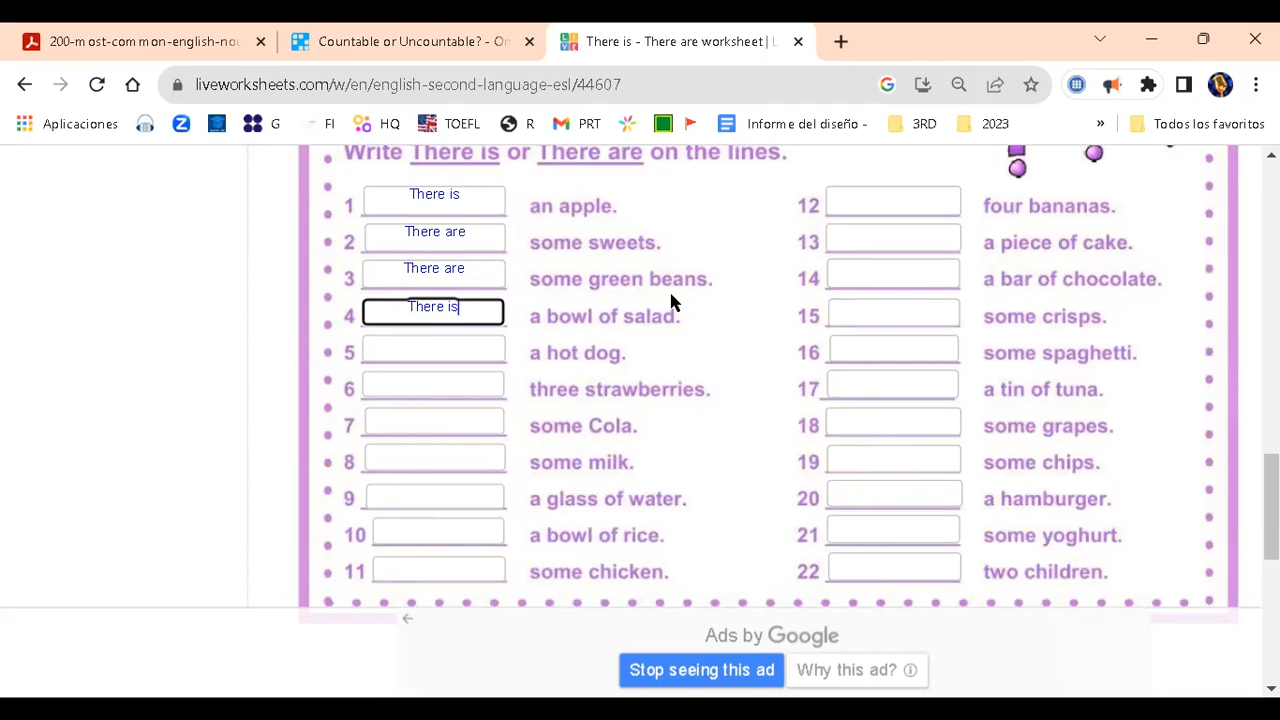 200-most-common-english-nou
Countable or Uncountable? - On
There is - There are worksheet | L
liveworksheets.com/w/en/english-second-language-esl/44607
Aplicaciones
G
FI
HQ
TOEFL
R
PRT
Informe del diseño -
3RD
2023
»
Todos los favoritos
Write There is or There are on the lines.
1 There is an apple.
2 There are some sweets.
3 There are some green beans.
4 There is a bowl of salad.
5 a hot dog.
6 three strawberries.
7 some Cola.
8 some milk.
9 a glass of water.
10 a bowl of rice.
11 some chicken.
12 four bananas.
13 a piece of cake.
14 a bar of chocolate.
15 some crisps.
16 some spaghetti.
17 a tin of tuna.
18 some grapes.
19 some chips.
20 a hamburger.
21 some yoghurt.
22 two children.
Ads by Google
Stop seeing this ad
Why this ad?